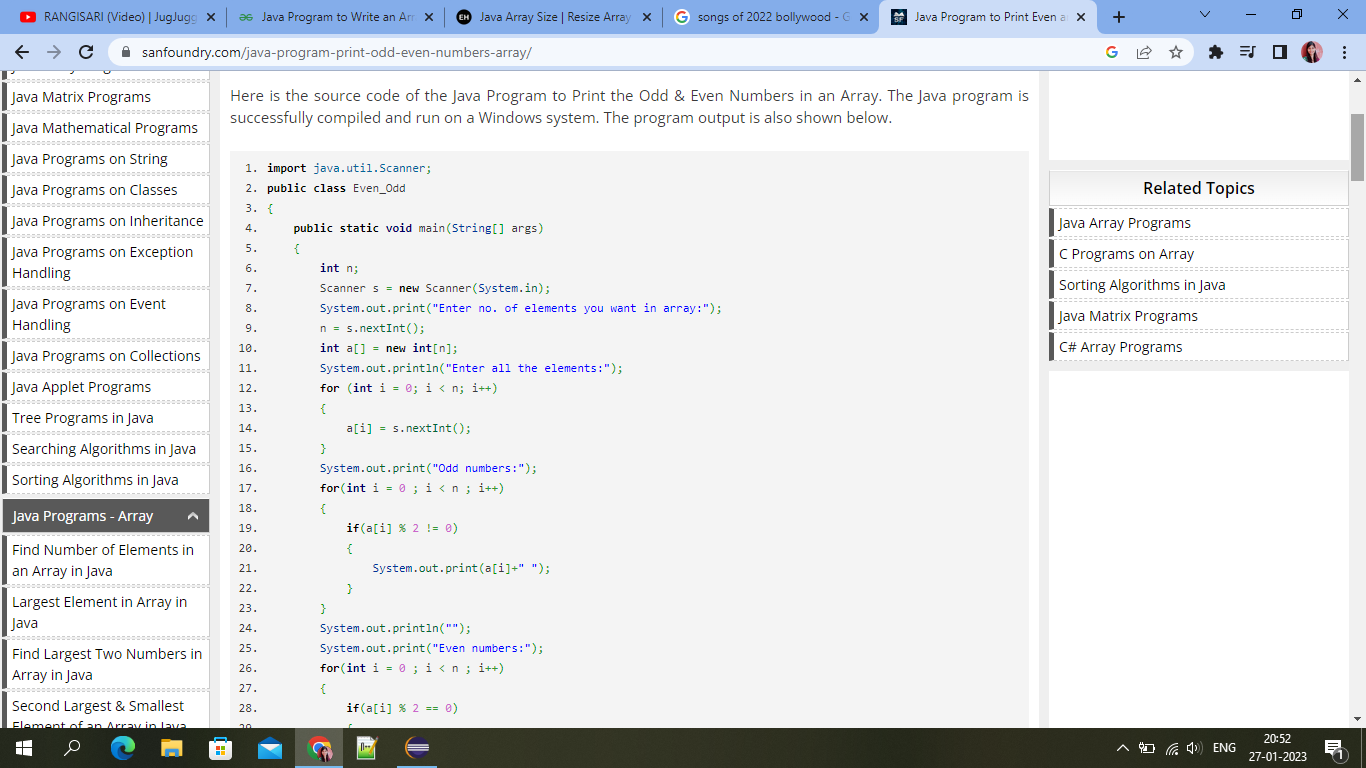 RANGISARI (Video) | JugJugg
Java Program to Write an Arr
EH
Java Array Size | Resize Array
songs of 2022 bollywood - G
SF
Java Program to Print Even a
sanfoundry.com/java-program-print-odd-even-numbers-array/
Java Matrix Programs
Java Mathematical Programs
Java Programs on String
Java Programs on Classes
Java Programs on Inheritance
Java Programs on Exception
Handling
Java Programs on Event
Handling
Java Programs on Collections
Java Applet Programs
Tree Programs in Java
Searching Algorithms in Java
Sorting Algorithms in Java
Java Programs - Array
Find Number of Elements in
an Array in Java
Largest Element in Array in
Java
Find Largest Two Numbers in
Array in Java
Second Largest & Smallest
Element of an Array in Java
Here is the source code of the Java Program to Print the Odd & Even Numbers in an Array. The Java program is
successfully compiled and run on a Windows system. The program output is also shown below.
1. import java.util.Scanner;
2. public class Even_Odd
3. {
4. public static void main(String[] args)
5. {
6. int n;
7. Scanner s = new Scanner(System.in);
8. System.out.print("Enter no. of elements you want in array:");
9. n = s.nextInt();
10. int a[] = new int[n];
11. System.out.println("Enter all the elements:");
12. for (int i = 0; i < n; i++)
13. {
14. a[i] = s.nextInt();
15. }
16. System.out.print("Odd numbers:");
17. for(int i = 0 ; i < n ; i++)
18. {
19. if(a[i] % 2 != 0)
20. {
21. System.out.print(a[i]+" ");
22. }
23. }
24. System.out.println("");
25. System.out.print("Even numbers:");
26. for(int i = 0 ; i < n ; i++)
27. {
28. if(a[i] % 2 == 0)
29. {
Related Topics
Java Array Programs
C Programs on Array
Sorting Algorithms in Java
Java Matrix Programs
C# Array Programs
ENG
20:52
27-01-2023
1